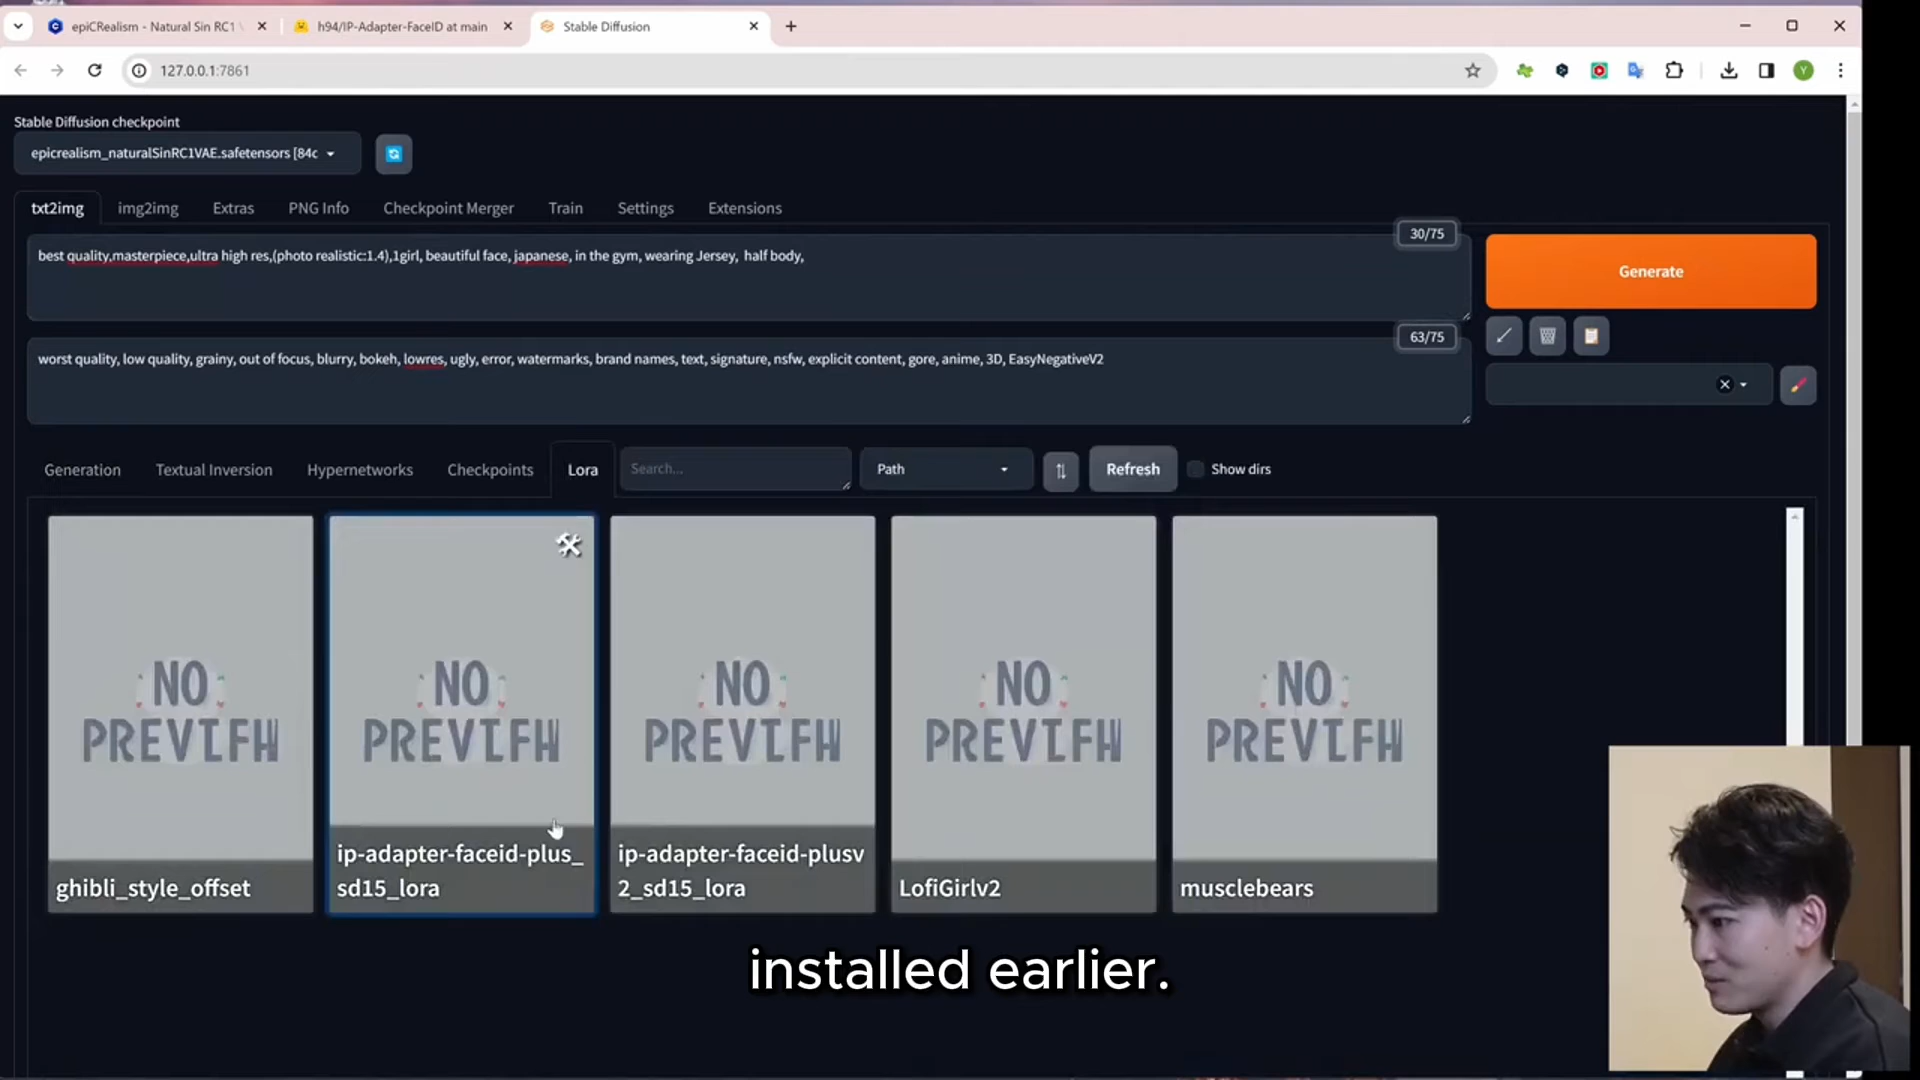 epiCRealism - Natural Sin RC1
h94/IP-Adapter-FaceID at main
Stable Diffusion
127.0.0.1:7861
Y
Stable Diffusion checkpoint
epicrealism_naturalSinRC1VAE.safetensors [84c
txt2img
img2img
Extras
PNG Info
Checkpoint Merger
Train
Settings
Extensions
30/75
best quality,masterpiece,ultra high res,(photo realistic:1.4),1girl, beautiful face, japanese, in the gym, wearing Jersey, half body,
Generate
63/75
worst quality, low quality, grainy, out of focus, blurry, bokeh, lowres, ugly, error, watermarks, brand names, text, signature, nsfw, explicit content, gore, anime, 3D, EasyNegativeV2
Generation
Textual Inversion
Hypernetworks
Checkpoints
Lora
Search...
Path
Refresh
Show dirs
NO
NO
NO
NO
NO
ghibli_style_offset
ip-adapter-faceid-plus_
sd15_lora
ip-adapter-faceid-plusv
2_sd15_lora
LofiGirlv2
musclebears
installed earlier.